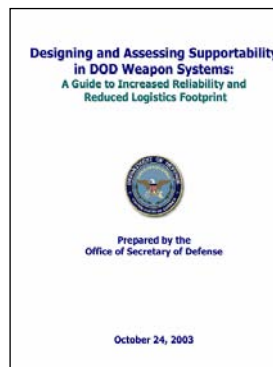 Designing and Assessing Supportability
in DOD Weapon Systems:
A Guide to Increased Reliability and
Reduced Logistics Footprint
Prepared by the
Office of Secretary of Defense
October 24, 2003